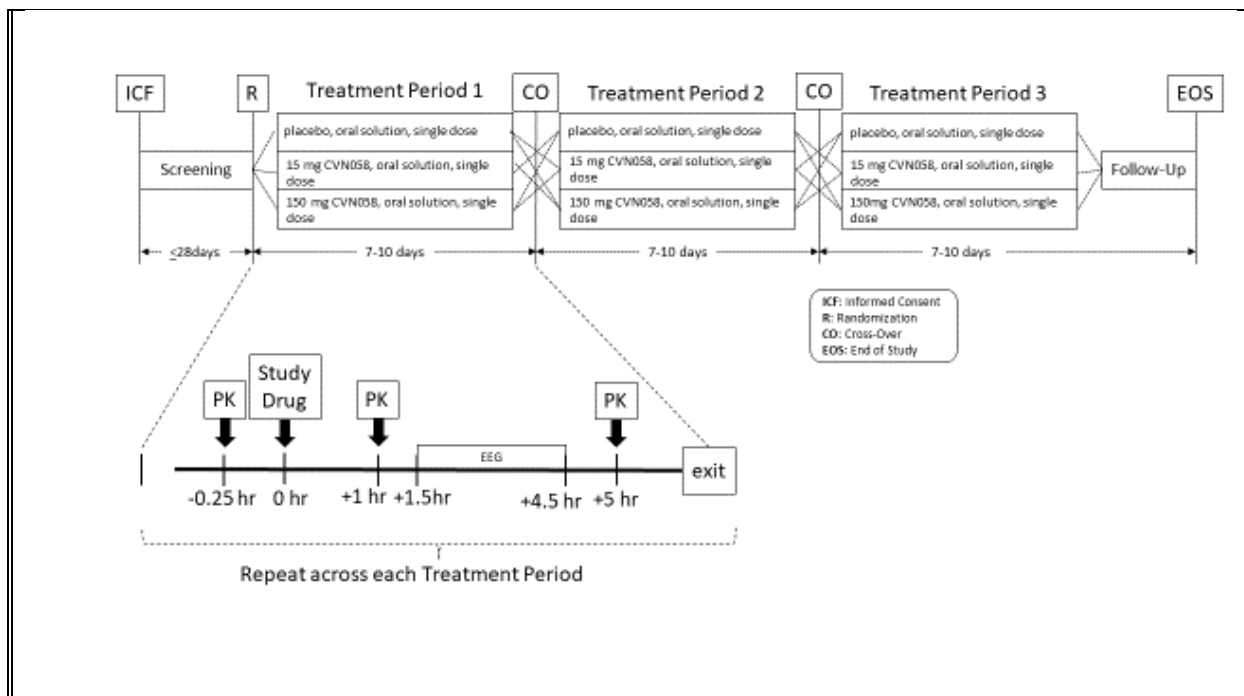 ICF
R
Treatment Period 1
CO
Treatment Period 2
CO
Treatment Period 3
EOS
Screening
placebo, oral solution, single dose
15 mg CVN058, oral solution, single
dose
150 mg CVN058, oral solution, single
dose
placebo, oral solution, single dose
15 mg CVN058, oral solution, single
dose
150 mg CVN058, oral solution, single
dose
placebo, oral solution, single dose
15 mg CVN058, oral solution, single
dose
150mg CVN058, oral solution, single
dose
Follow-Up
≤28days
7-10 days
7-10 days
7-10 days
ICF: Informed Consent
R: Randomization
CO: Cross-Over
EOS: End of Study
PK
Study
Drug
PK
PK
EEG
exit
-0.25 hr
0 hr
+1 hr
+1.5hr
+4.5 hr
+5 hr
Repeat across each Treatment Period